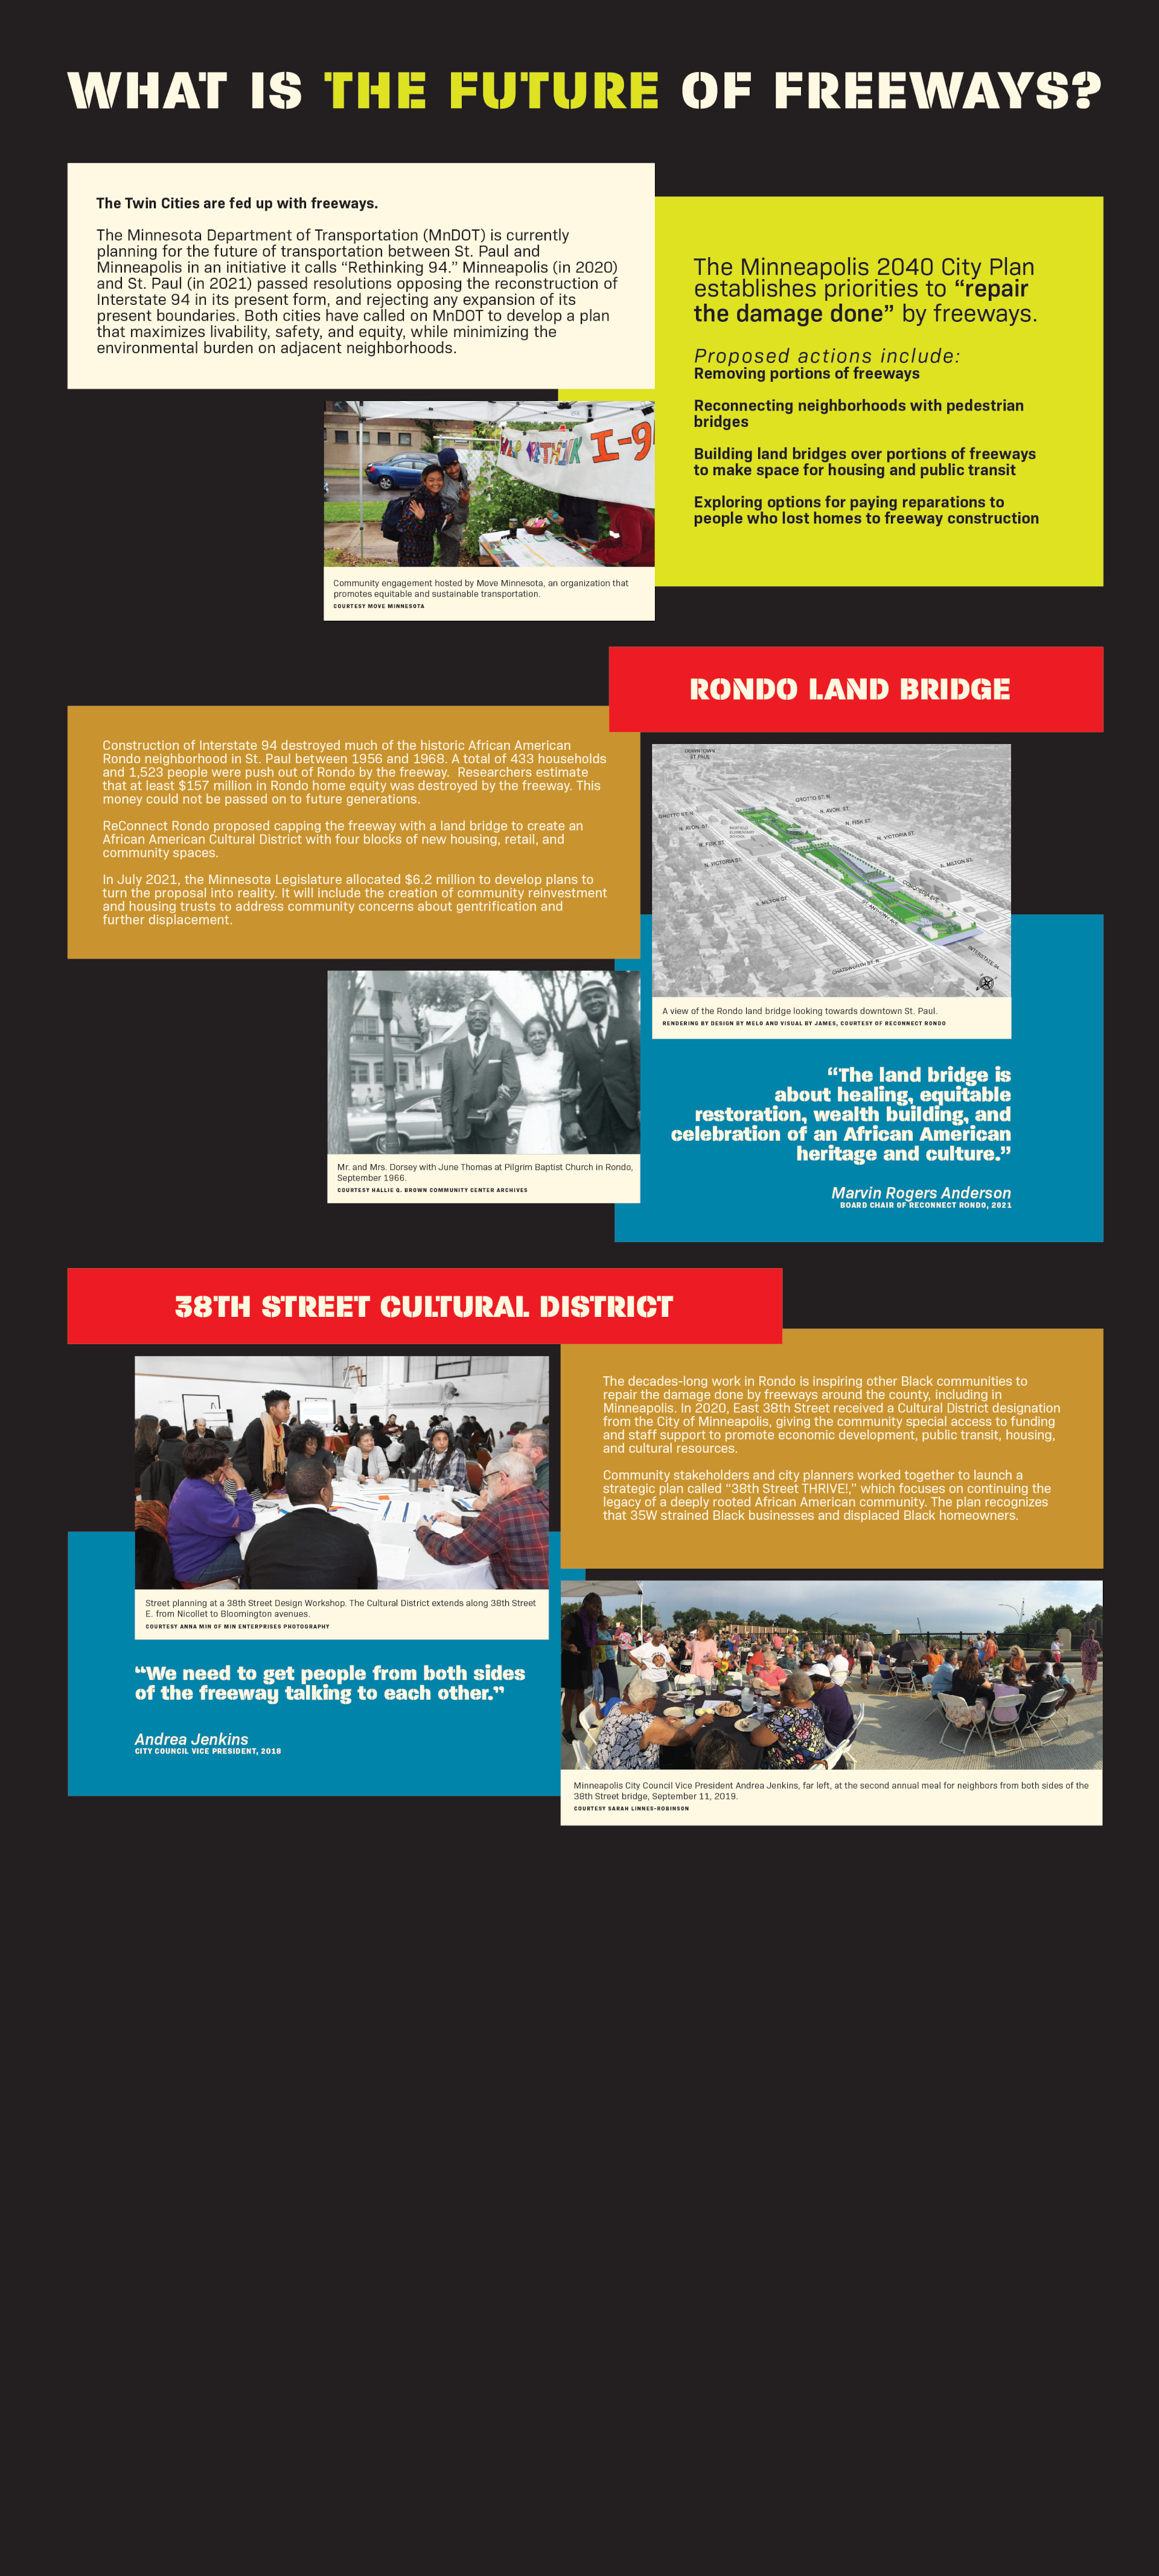 WHAT IS THE FUTURE OF FREEWAYS?
The Twin Cities are fed up with freeways.
The Minnesota Department of Transportation (MnDOT) is currently
planning for the future of transportation between St. Paul and
Minneapolis in an initiative it calls “Rethinking 94.” Minneapolis (in 2020)
and St. Paul (in 2021) passed resolutions opposing the reconstruction of
Interstate 94 in its present form, and rejecting any expansion of its
present boundaries. Both cities have called on MnDOT to develop a plan
that maximizes livability, safety, and equity, while minimizing the
environmental burden on adjacent neighborhoods.
The Minneapolis 2040 City Plan
establishes priorities to “repair
the damage done” by freeways.
Proposed actions include:
Removing portions of freeways
Reconnecting neighborhoods with pedestrian
bridges
Building land bridges over portions of freeways
to make space for housing and public transit
Exploring options for paying reparations to
people who lost homes to freeway construction
RETHINK I-9
Community engagement hosted by Move Minnesota, an organization that
promotes equitable and sustainable transportation.
COURTESY MOVE MINNESOTA
RONDO LAND BRIDGE
Construction of Interstate 94 destroyed much of the historic African American
Rondo neighborhood in St. Paul between 1956 and 1968. A total of 433 households
and 1,523 people were push out of Rondo by the freeway.  Researchers estimate
that at least $157 million in Rondo home equity was destroyed by the freeway. This
money could not be passed on to future generations.
ReConnect Rondo proposed capping the freeway with a land bridge to create an
African American Cultural District with four blocks of new housing, retail, and
community spaces.
In July 2021, the Minnesota Legislature allocated $6.2 million to develop plans to
turn the proposal into reality. It will include the creation of community reinvestment
and housing trusts to address community concerns about gentrification and
further displacement.
DOWNTOWN
ST PAUL
GROTTO ST. N.
GROTTO ST. N.
N. AVON. ST.
N. AVON. ST.
N. FISK ST.
N. FISK ST.
N. VICTORIA ST.
N. VICTORIA ST.
N. MILTON ST.
N. MILTON ST.
CONCORDIA AVE.
ST. ANTHONY AVE.
CHATSWORTH ST. N.
INTERSTATE 94
A view of the Rondo land bridge looking towards downtown St. Paul.
RENDERING BY DESIGN BY MELO AND VISUAL BY JAMES, COURTESY OF RECONNECT RONDO
Mr. and Mrs. Dorsey with June Thomas at Pilgrim Baptist Church in Rondo,
September 1966.
COURTESY HALLIE Q. BROWN COMMUNITY CENTER ARCHIVES
“The land bridge is
about healing, equitable
restoration, wealth building, and
celebration of an African American
heritage and culture.”
Marvin Rogers Anderson
BOARD CHAIR OF RECONNECT RONDO, 2021
38TH STREET CULTURAL DISTRICT
The decades-long work in Rondo is inspiring other Black communities to
repair the damage done by freeways around the county, including in
Minneapolis. In 2020, East 38th Street received a Cultural District designation
from the City of Minneapolis, giving the community special access to funding
and staff support to promote economic development, public transit, housing,
and cultural resources.
Community stakeholders and city planners worked together to launch a
strategic plan called “38th Street THRIVE!,” which focuses on continuing the
legacy of a deeply rooted African American community. The plan recognizes
that 35W strained Black businesses and displaced Black homeowners.
Street planning at a 38th Street Design Workshop. The Cultural District extends along 38th Street
E. from Nicollet to Bloomington avenues.
COURTESY ANNA MIN OF MIN ENTERPRISES PHOTOGRAPHY
“We need to get people from both sides
of the freeway talking to each other.”
Andrea Jenkins
CITY COUNCIL VICE PRESIDENT, 2018
Minneapolis City Council Vice President Andrea Jenkins, far left, at the second annual meal for neighbors from both sides of the
38th Street bridge, September 11, 2019.
COURTESY SARAH LINNES-ROBINSON